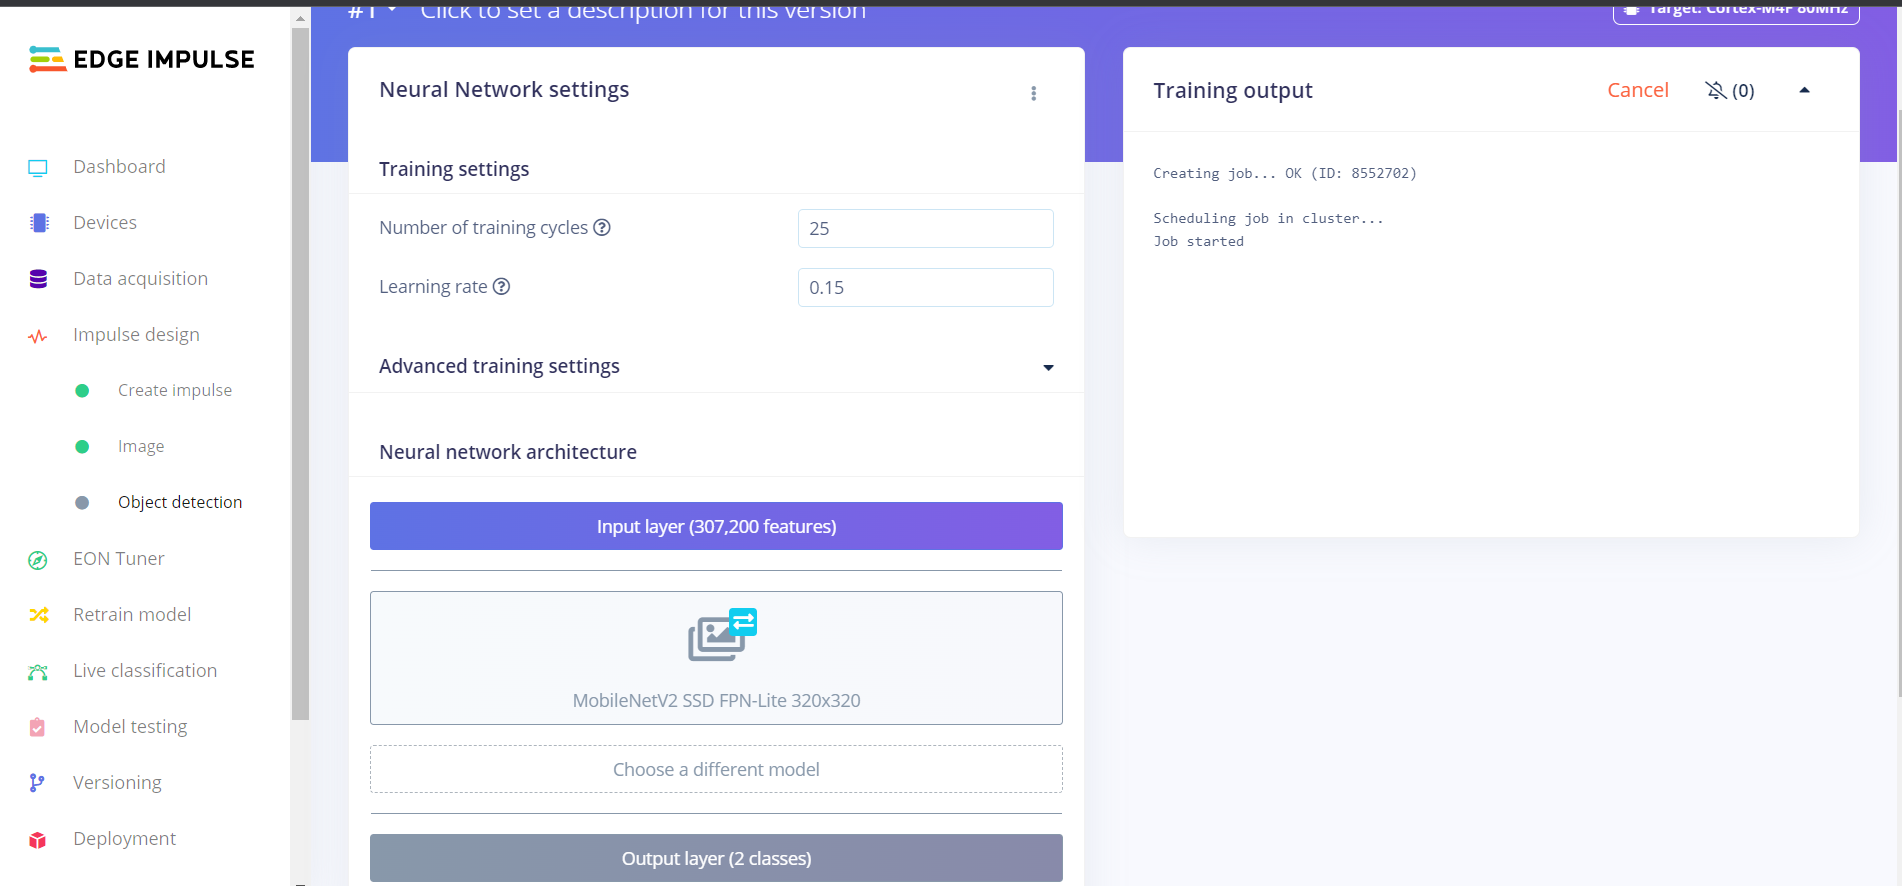 #1 Click to set a description for this version
Target: Cortex-M4F 80MHz
EDGE IMPULSE
Dashboard
Devices
Data acquisition
Impulse design
Create impulse
Image
Object detection
EON Tuner
Retrain model
Live classification
Model testing
Versioning
Deployment
Neural Network settings
Training settings
Number of training cycles
25
Learning rate
0.15
Advanced training settings
Neural network architecture
Input layer (307,200 features)
MobileNetV2 SSD FPN-Lite 320x320
Choose a different model
Output layer (2 classes)
Training output
Cancel
(0)
Creating job... OK (ID: 8552702)
Scheduling job in cluster...
Job started